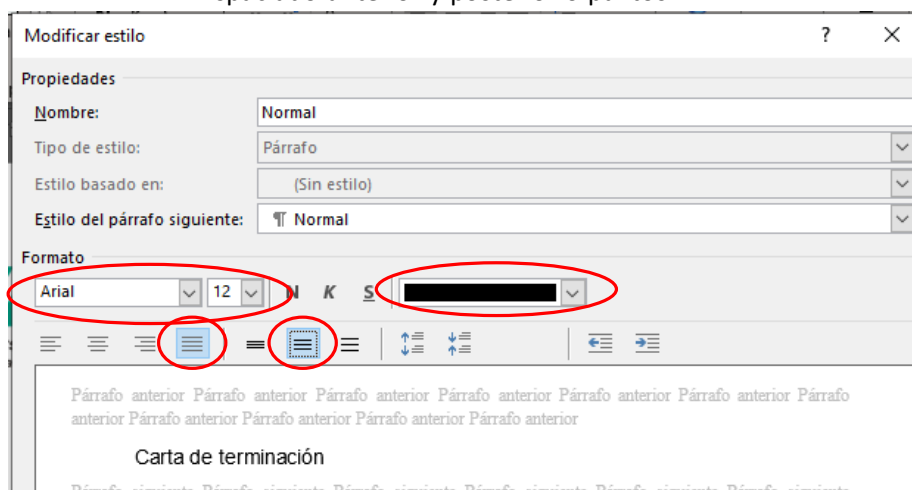 Modificar estilo ?
Propiedades
Nombre: Normal
Tipo de estilo: Párrafo
Estilo basado en: (Sin estilo)
Estilo del párrafo siguiente: ¶ Normal
Formato
Arial 12 N K S
Párrafo anterior Párrafo anterior Párrafo anterior Párrafo anterior Párrafo anterior Párrafo anterior Párrafo
anterior Párrafo anterior Párrafo anterior Párrafo anterior Párrafo anterior
Carta de terminación